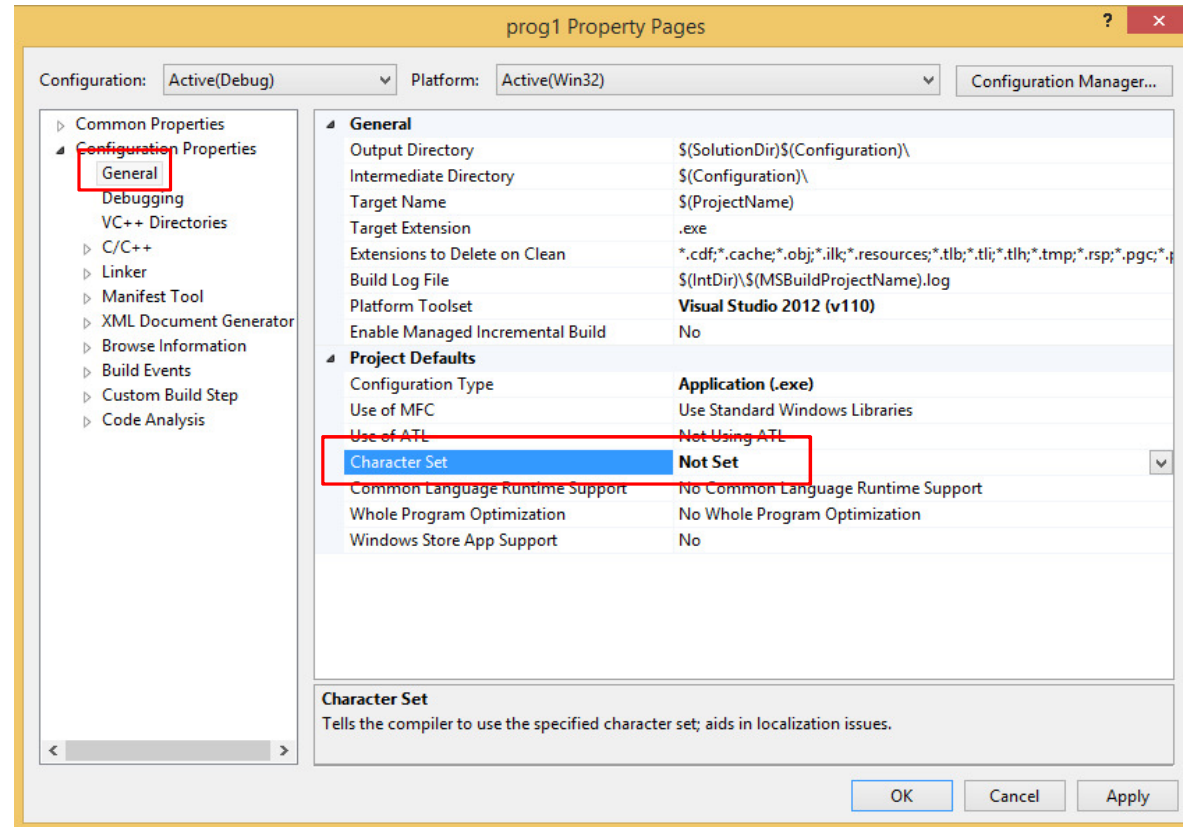 prog1 Property Pages
?
Configuration: Active(Debug) Platform: Active(Win32) Configuration Manager...
Common Properties
Configuration Properties
General
Debugging
VC++ Directories
C/C++
Linker
Manifest Tool
XML Document Generator
Browse Information
Build Events
Custom Build Step
Code Analysis
General
Output Directory $(SolutionDir)$(Configuration)\
Intermediate Directory $(Configuration)\
Target Name $(ProjectName)
Target Extension .exe
Extensions to Delete on Clean *.cdf;*.cache;*.obj;*.ilk;*.resources;*.tlb;*.tli;*.tlh;*.tmp;*.rsp;*.pgc;*.
Build Log File $(IntDir)\$(MSBuildProjectName).log
Platform Toolset Visual Studio 2012 (v110)
Enable Managed Incremental Build No
Project Defaults
Configuration Type Application (.exe)
Use of MFC Use Standard Windows Libraries
Use of ATL Not Using ATL
Character Set Not Set
Common Language Runtime Support No Common Language Runtime Support
Whole Program Optimization No Whole Program Optimization
Windows Store App Support No
Character Set
Tells the compiler to use the specified character set; aids in localization issues.
OK Cancel Apply